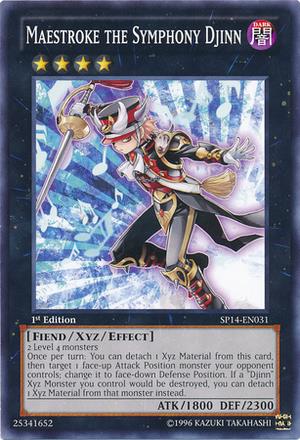 MAESTROKE THE SYMPHONY DJINN
DARK
闇
SP14-EN031
1st Edition
[FIEND / XYZ / EFFECT]
2 Level 4 monsters
Once per turn: You can detach 1 Xyz Material from this card,
then target 1 face-up Attack Position monster your opponent
controls; change it to face-down Defense Position. If a "Djinn"
Xyz Monster you control would be destroyed, you can detach
1 Xyz Material from that monster instead.
ATK/1800 DEF/2300
25341652
©1996 KAZUKI TAKAHASHI